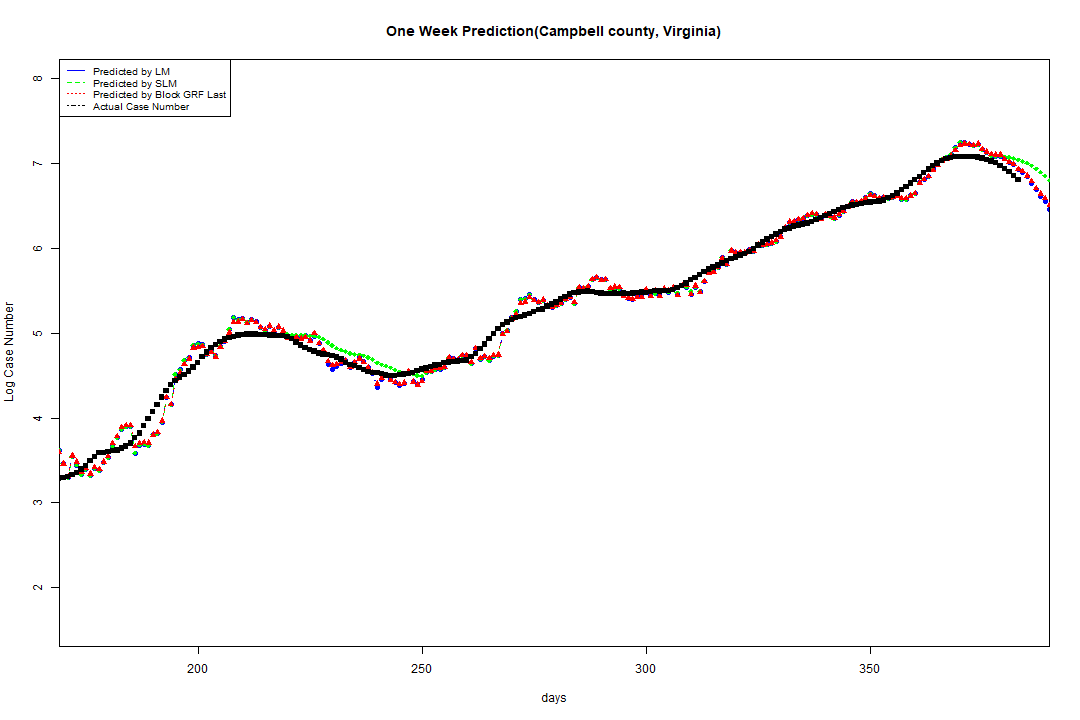 One Week Prediction(Campbell county, Virginia)
Predicted by LM
Predicted by SLM
Predicted by Block GRF Last
Actual Case Number
8
7
6
5
4
3
2
Log Case Number
200 250 300 350
days